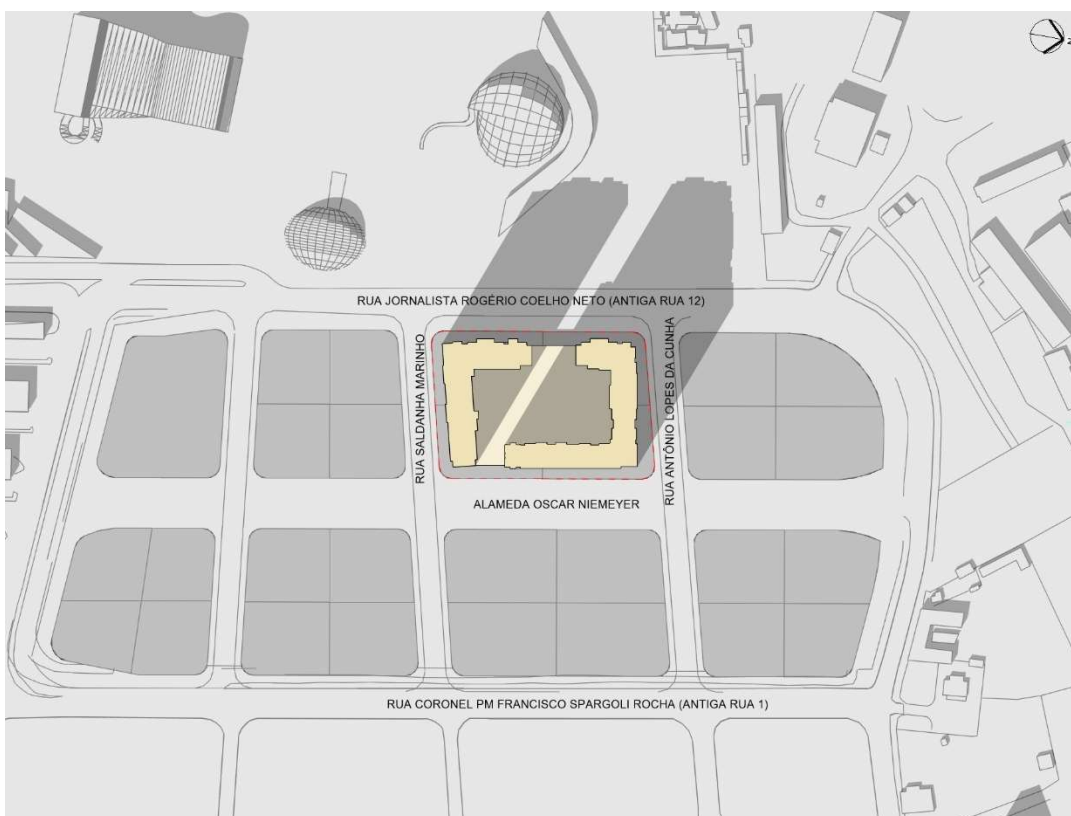 Z
RUA JORNALISTA ROGÉRIO COELHO NETO (ANTIGA RUA 12)
RUA SALDANHA MARINHO
RUA ANTÔNIO LOPES DA CUNHA
ALAMEDA OSCAR NIEMEYER
RUA CORONEL PM FRANCISCO SPARGOLI ROCHA (ANTIGA RUA 1)